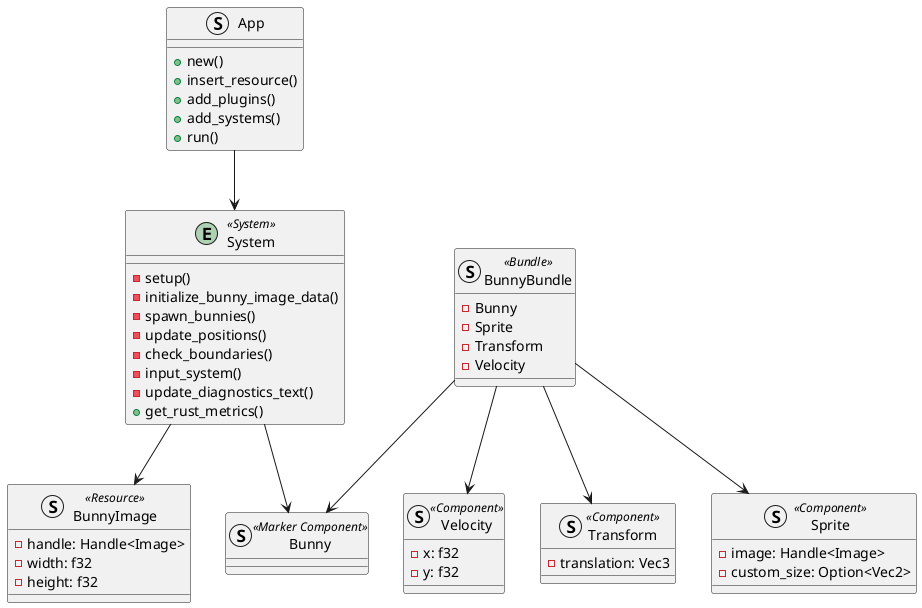 S App
new()
insert_resource()
add_plugins()
add_systems()
run()
E «System»
System
setup()
initialize_bunny_image_data()
spawn_bunnies()
update_positions()
check_boundaries()
input_system()
update_diagnostics_text()
get_rust_metrics()
S «Bundle»
BunnyBundle
Bunny
Sprite
Transform
Velocity
S «Resource»
BunnyImage
handle: Handle<Image>
width: f32
height: f32
S «Marker Component»
Bunny
S «Component»
Velocity
x: f32
y: f32
S «Component»
Transform
translation: Vec3
S «Component»
Sprite
image: Handle<Image>
custom_size: Option<Vec2>